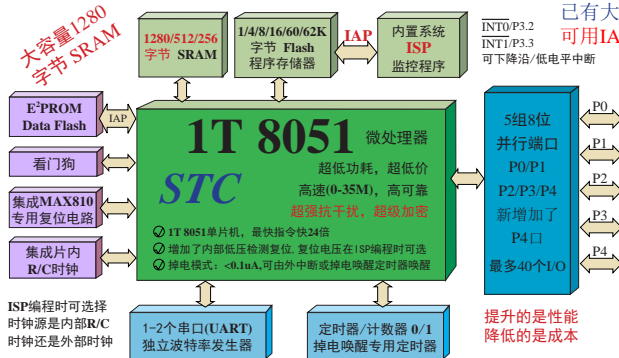 大容量1280
字节 SRAM
1280/512/256
字节 SRAM
1/4/8/16/60/62K
字节 Flash
程序存储器
IAP
内置系统
ISP
监控程序
INT0/P3.2
INT1/P3.3
可下降沿/低电平中断
已有大
可用IA
E²PROM
Data Flash
IAP
看门狗
集成MAX810
专用复位电路
集成片内
R/C时钟
1T 8051 微处理器
STC
超低功耗，超低价
高速(0-35M)，高可靠
超强抗干扰，超级加密
1T 8051单片机，最快指令快24倍
增加了内部低压检测复位.复位电压在ISP编程时可选
掉电模式：<0.1uA,可由外中断或掉电唤醒定时器唤醒
5组8位
并行端口
P0/P1
P2/P3/P4
新增加了
P4口
最多40个I/O
P0
P1
P2
P3
P4
ISP编程时可选择
时钟源是内部R/C
时钟还是外部时钟
1-2个串口(UART)
独立波特率发生器
定时器/计数器 0/1
掉电唤醒专用定时器
提升的是性能
降低的是成本